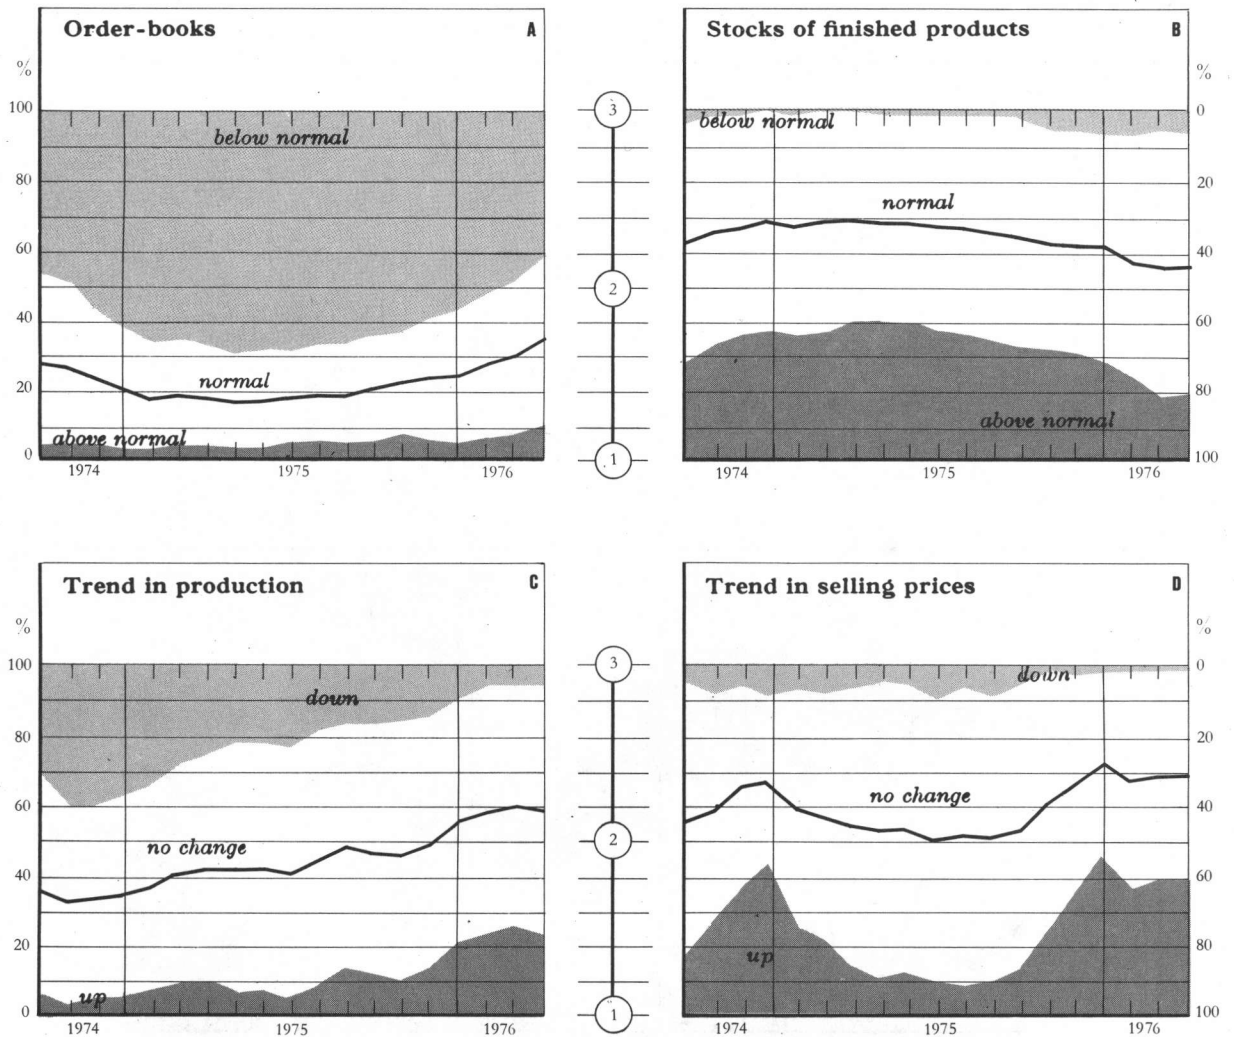 Order-books A
%
100
80
60
40
20
0
below normal
normal
above normal
1974 1975 1976
3
2
1
Stocks of finished products B
%
0
20
40
60
80
100
below normal
normal
above normal
1974 1975 1976
Trend in production C
%
100
80
60
40
20
0
down
no change
up
1974 1975 1976
3
2
1
Trend in selling prices D
%
0
20
40
60
80
100
down
no change
up
1974 1975 1976